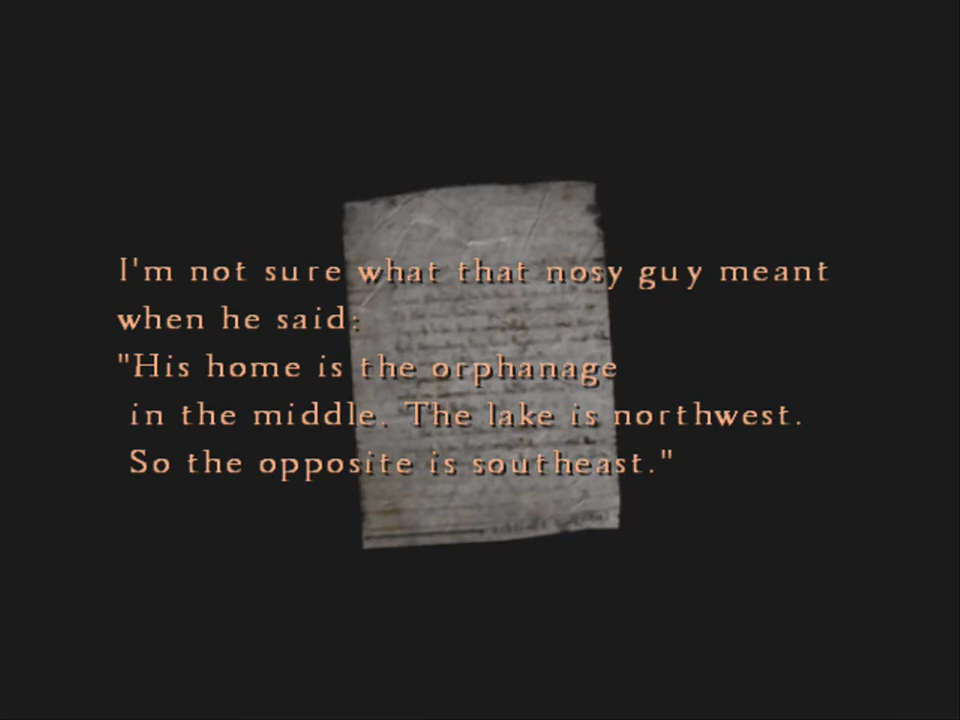 I'm not sure what that nosy guy meant
when he said:
"His home is the orphanage
in the middle. The lake is northwest.
So the opposite is southeast."